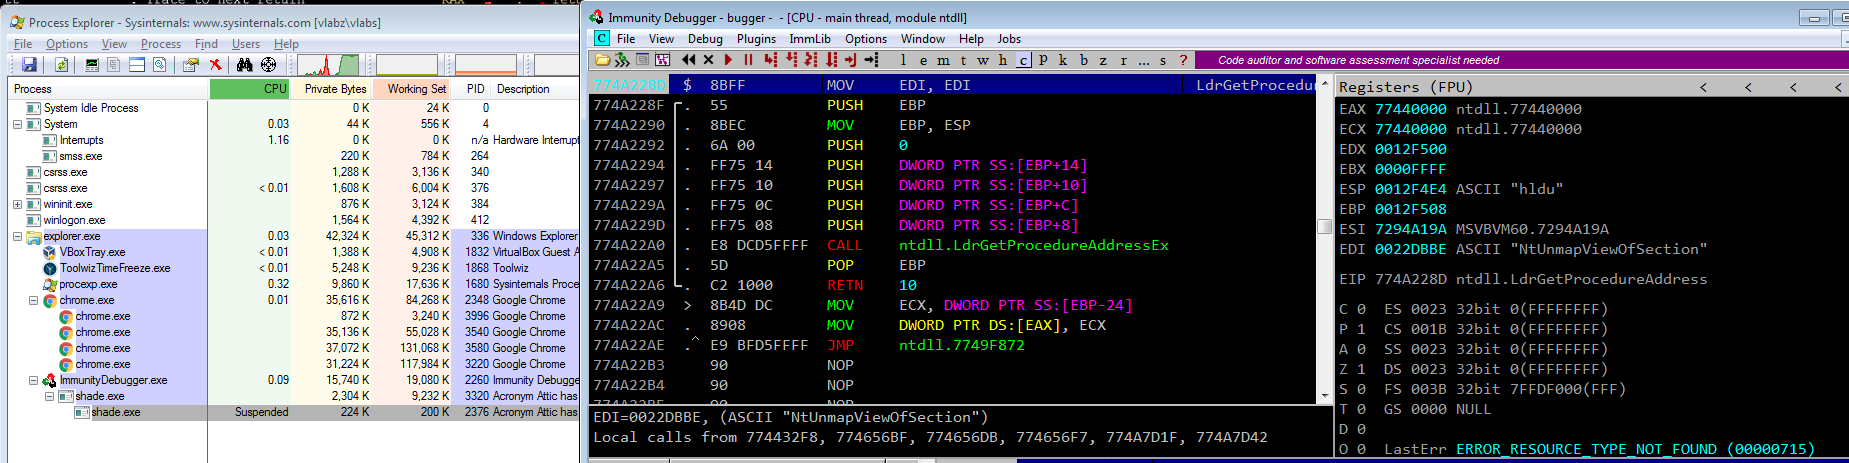 Trace to next return
Process Explorer - Sysinternals: www.sysinternals.com [vlabz\vlabs]
File Options View Process Find Users Help
Process CPU Private Bytes Working Set PID Description
System Idle Process 0 K 24 K 0
System 0.03 44 K 556 K 4
Interrupts 1.16 0 K 0 K n/a Hardware Interrupt
smss.exe 220 K 784 K 264
csrss.exe 1,288 K 3,136 K 340
csrss.exe < 0.01 1,608 K 6,004 K 376
wininit.exe 876 K 3,124 K 384
winlogon.exe 1,564 K 4,392 K 412
explorer.exe 0.03 42,324 K 45,312 K 336 Windows Explorer
VBoxTray.exe < 0.01 1,388 K 4,908 K 1832 VirtualBox Guest A
ToolwizTimeFreeze.exe < 0.01 5,248 K 9,236 K 1868 Toolwiz
procexp.exe 0.32 9,860 K 17,636 K 1680 Sysinternals Proce
chrome.exe 0.01 35,616 K 84,268 K 2348 Google Chrome
chrome.exe 872 K 3,240 K 3996 Google Chrome
chrome.exe 35,136 K 55,028 K 3540 Google Chrome
chrome.exe 37,072 K 131,068 K 3580 Google Chrome
chrome.exe 31,224 K 117,984 K 3220 Google Chrome
ImmunityDebugger.exe 0.09 15,740 K 19,080 K 2260 Immunity Debugge
shade.exe 2,304 K 9,232 K 3320 Acronym Attic has
shade.exe Suspended 224 K 200 K 2376 Acronym Attic has
Immunity Debugger - bugger - - [CPU - main thread, module ntdll]
C File View Debug Plugins ImmLib Options Window Help Jobs
l e m t w h c p k b z r ... s ? Code auditor and software assessment specialist needed
774A228D $ 8BFF MOV EDI, EDI LdrGetProcedur
774A228F . 55 PUSH EBP
774A2290 . 8BEC MOV EBP, ESP
774A2292 . 6A 00 PUSH 0
774A2294 . FF75 14 PUSH DWORD PTR SS:[EBP+14]
774A2297 . FF75 10 PUSH DWORD PTR SS:[EBP+10]
774A229A . FF75 0C PUSH DWORD PTR SS:[EBP+C]
774A229D . FF75 08 PUSH DWORD PTR SS:[EBP+8]
774A22A0 . E8 DCD5FFFF CALL ntdll.LdrGetProcedureAddressEx
774A22A5 . 5D POP EBP
774A22A6 . C2 1000 RETN 10
774A22A9 > 8B4D DC MOV ECX, DWORD PTR SS:[EBP-24]
774A22AC . 8908 MOV DWORD PTR DS:[EAX], ECX
774A22AE .^ E9 BFD5FFFF JMP ntdll.7749F872
774A22B3 90 NOP
774A22B4 90 NOP
EDI=0022DBBE, (ASCII "NtUnmapViewOfSection")
Local calls from 774432F8, 774656BF, 774656DB, 774656F7, 774A7D1F, 774A7D42
Registers (FPU) < < < <
EAX 77440000 ntdll.77440000
ECX 77440000 ntdll.77440000
EDX 0012F500
EBX 0000FFFF
ESP 0012F4E4 ASCII "hldu"
EBP 0012F508
ESI 7294A19A MSVBVM60.7294A19A
EDI 0022DBBE ASCII "NtUnmapViewOfSection"
EIP 774A228D ntdll.LdrGetProcedureAddress
C 0 ES 0023 32bit 0(FFFFFFFF)
P 1 CS 001B 32bit 0(FFFFFFFF)
A 0 SS 0023 32bit 0(FFFFFFFF)
Z 1 DS 0023 32bit 0(FFFFFFFF)
S 0 FS 003B 32bit 7FFDF000(FFF)
T 0 GS 0000 NULL
D 0
O 0 LastErr ERROR_RESOURCE_TYPE_NOT_FOUND (00000715)